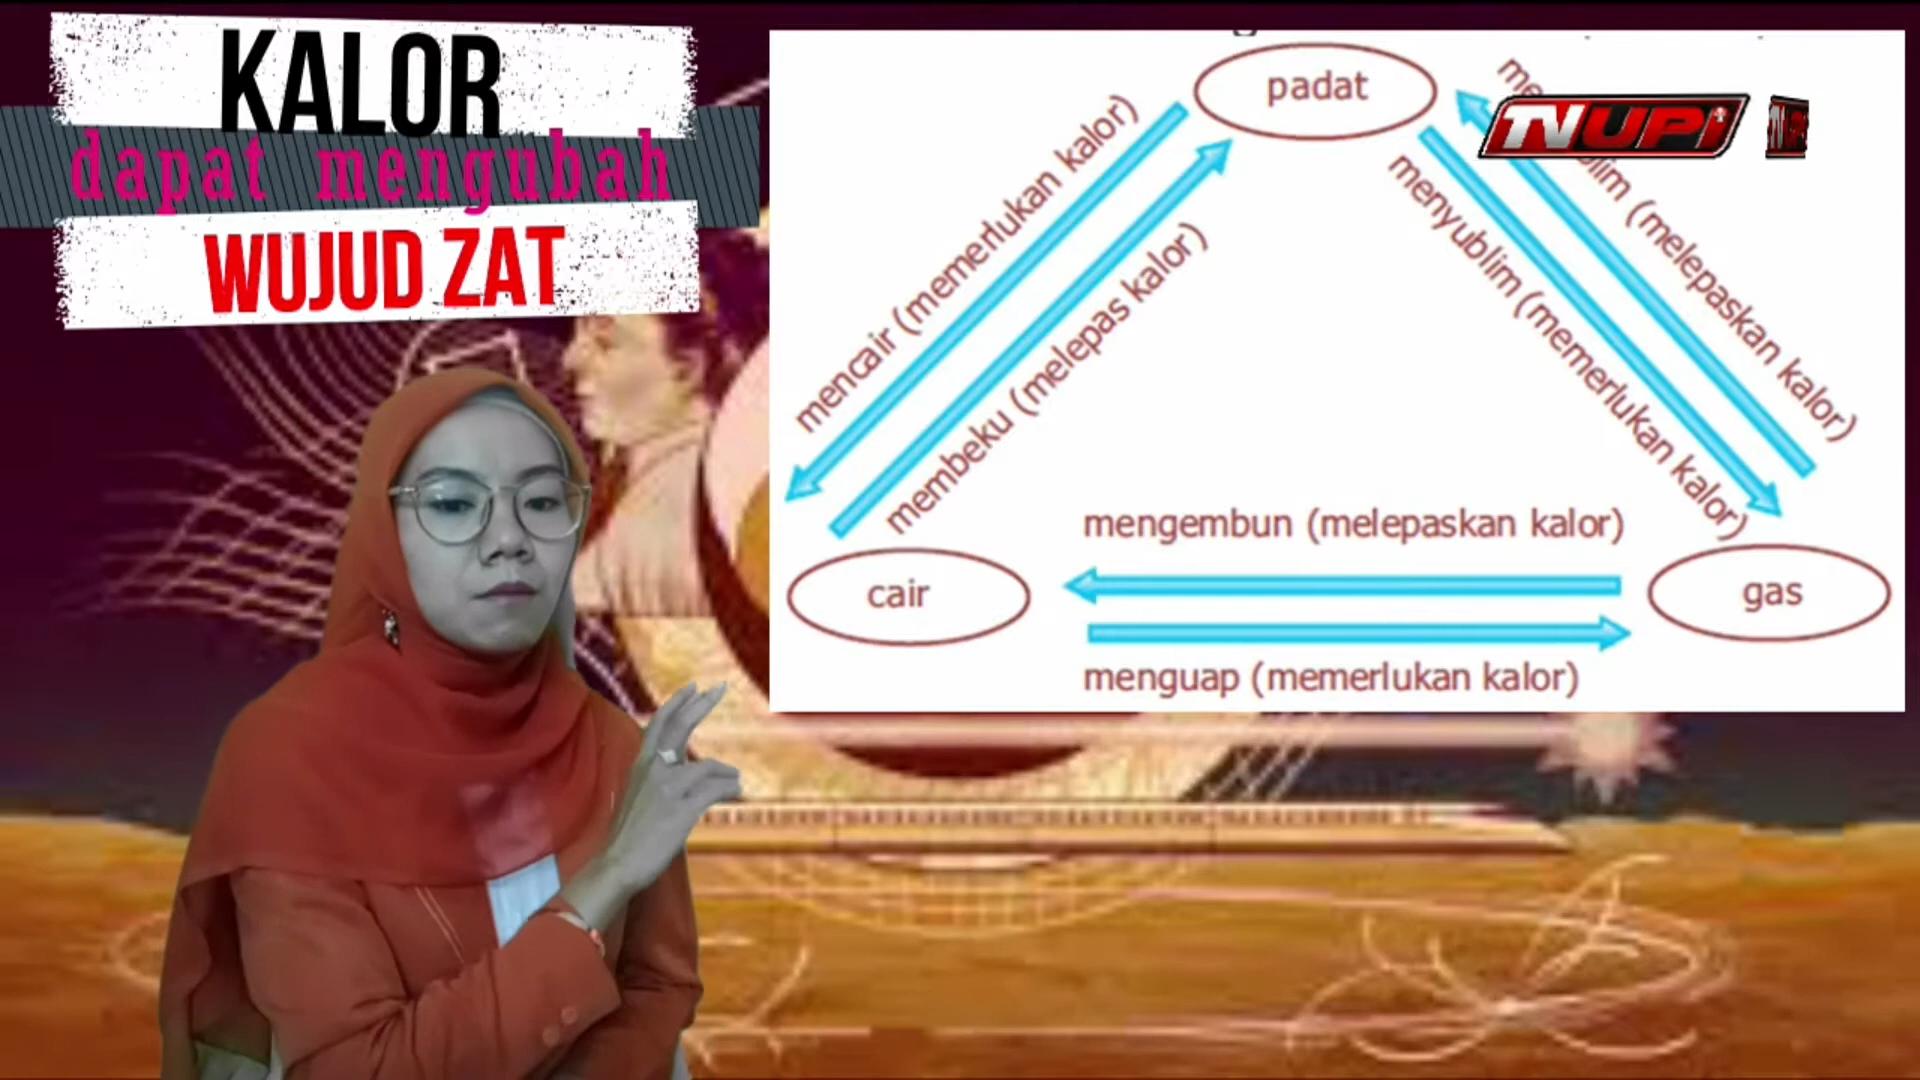 KALOR
dapat mengubah
WUJUD ZAT
padat
TVUPI
mencair (memerlukan kalor)
membeku (melepas kalor)
menyublim (memerlukan kalor)
(melepaskan kalor)
mengembun (melepaskan kalor)
cair
gas
menguap (memerlukan kalor)